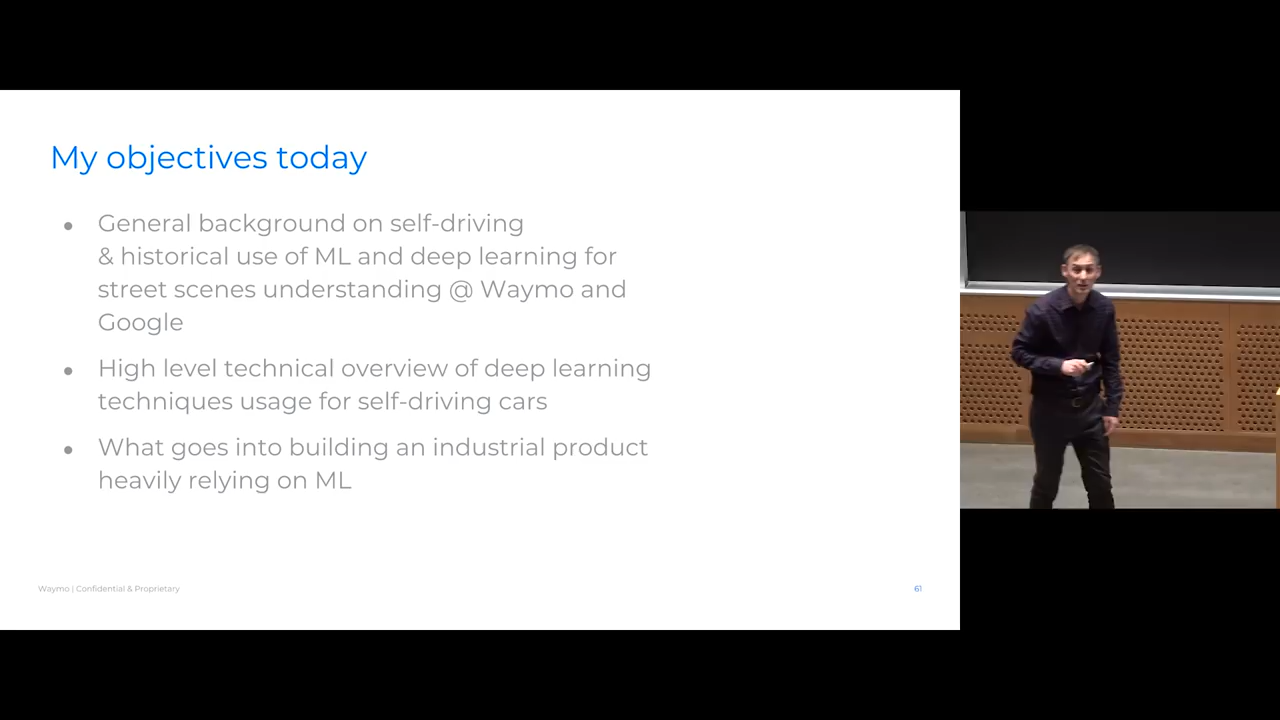 My objectives today
● General background on self-driving
& historical use of ML and deep learning for
street scenes understanding @ Waymo and
Google
● High level technical overview of deep learning
techniques usage for self-driving cars
● What goes into building an industrial product
heavily relying on ML
Waymo | Confidential & Proprietary
61